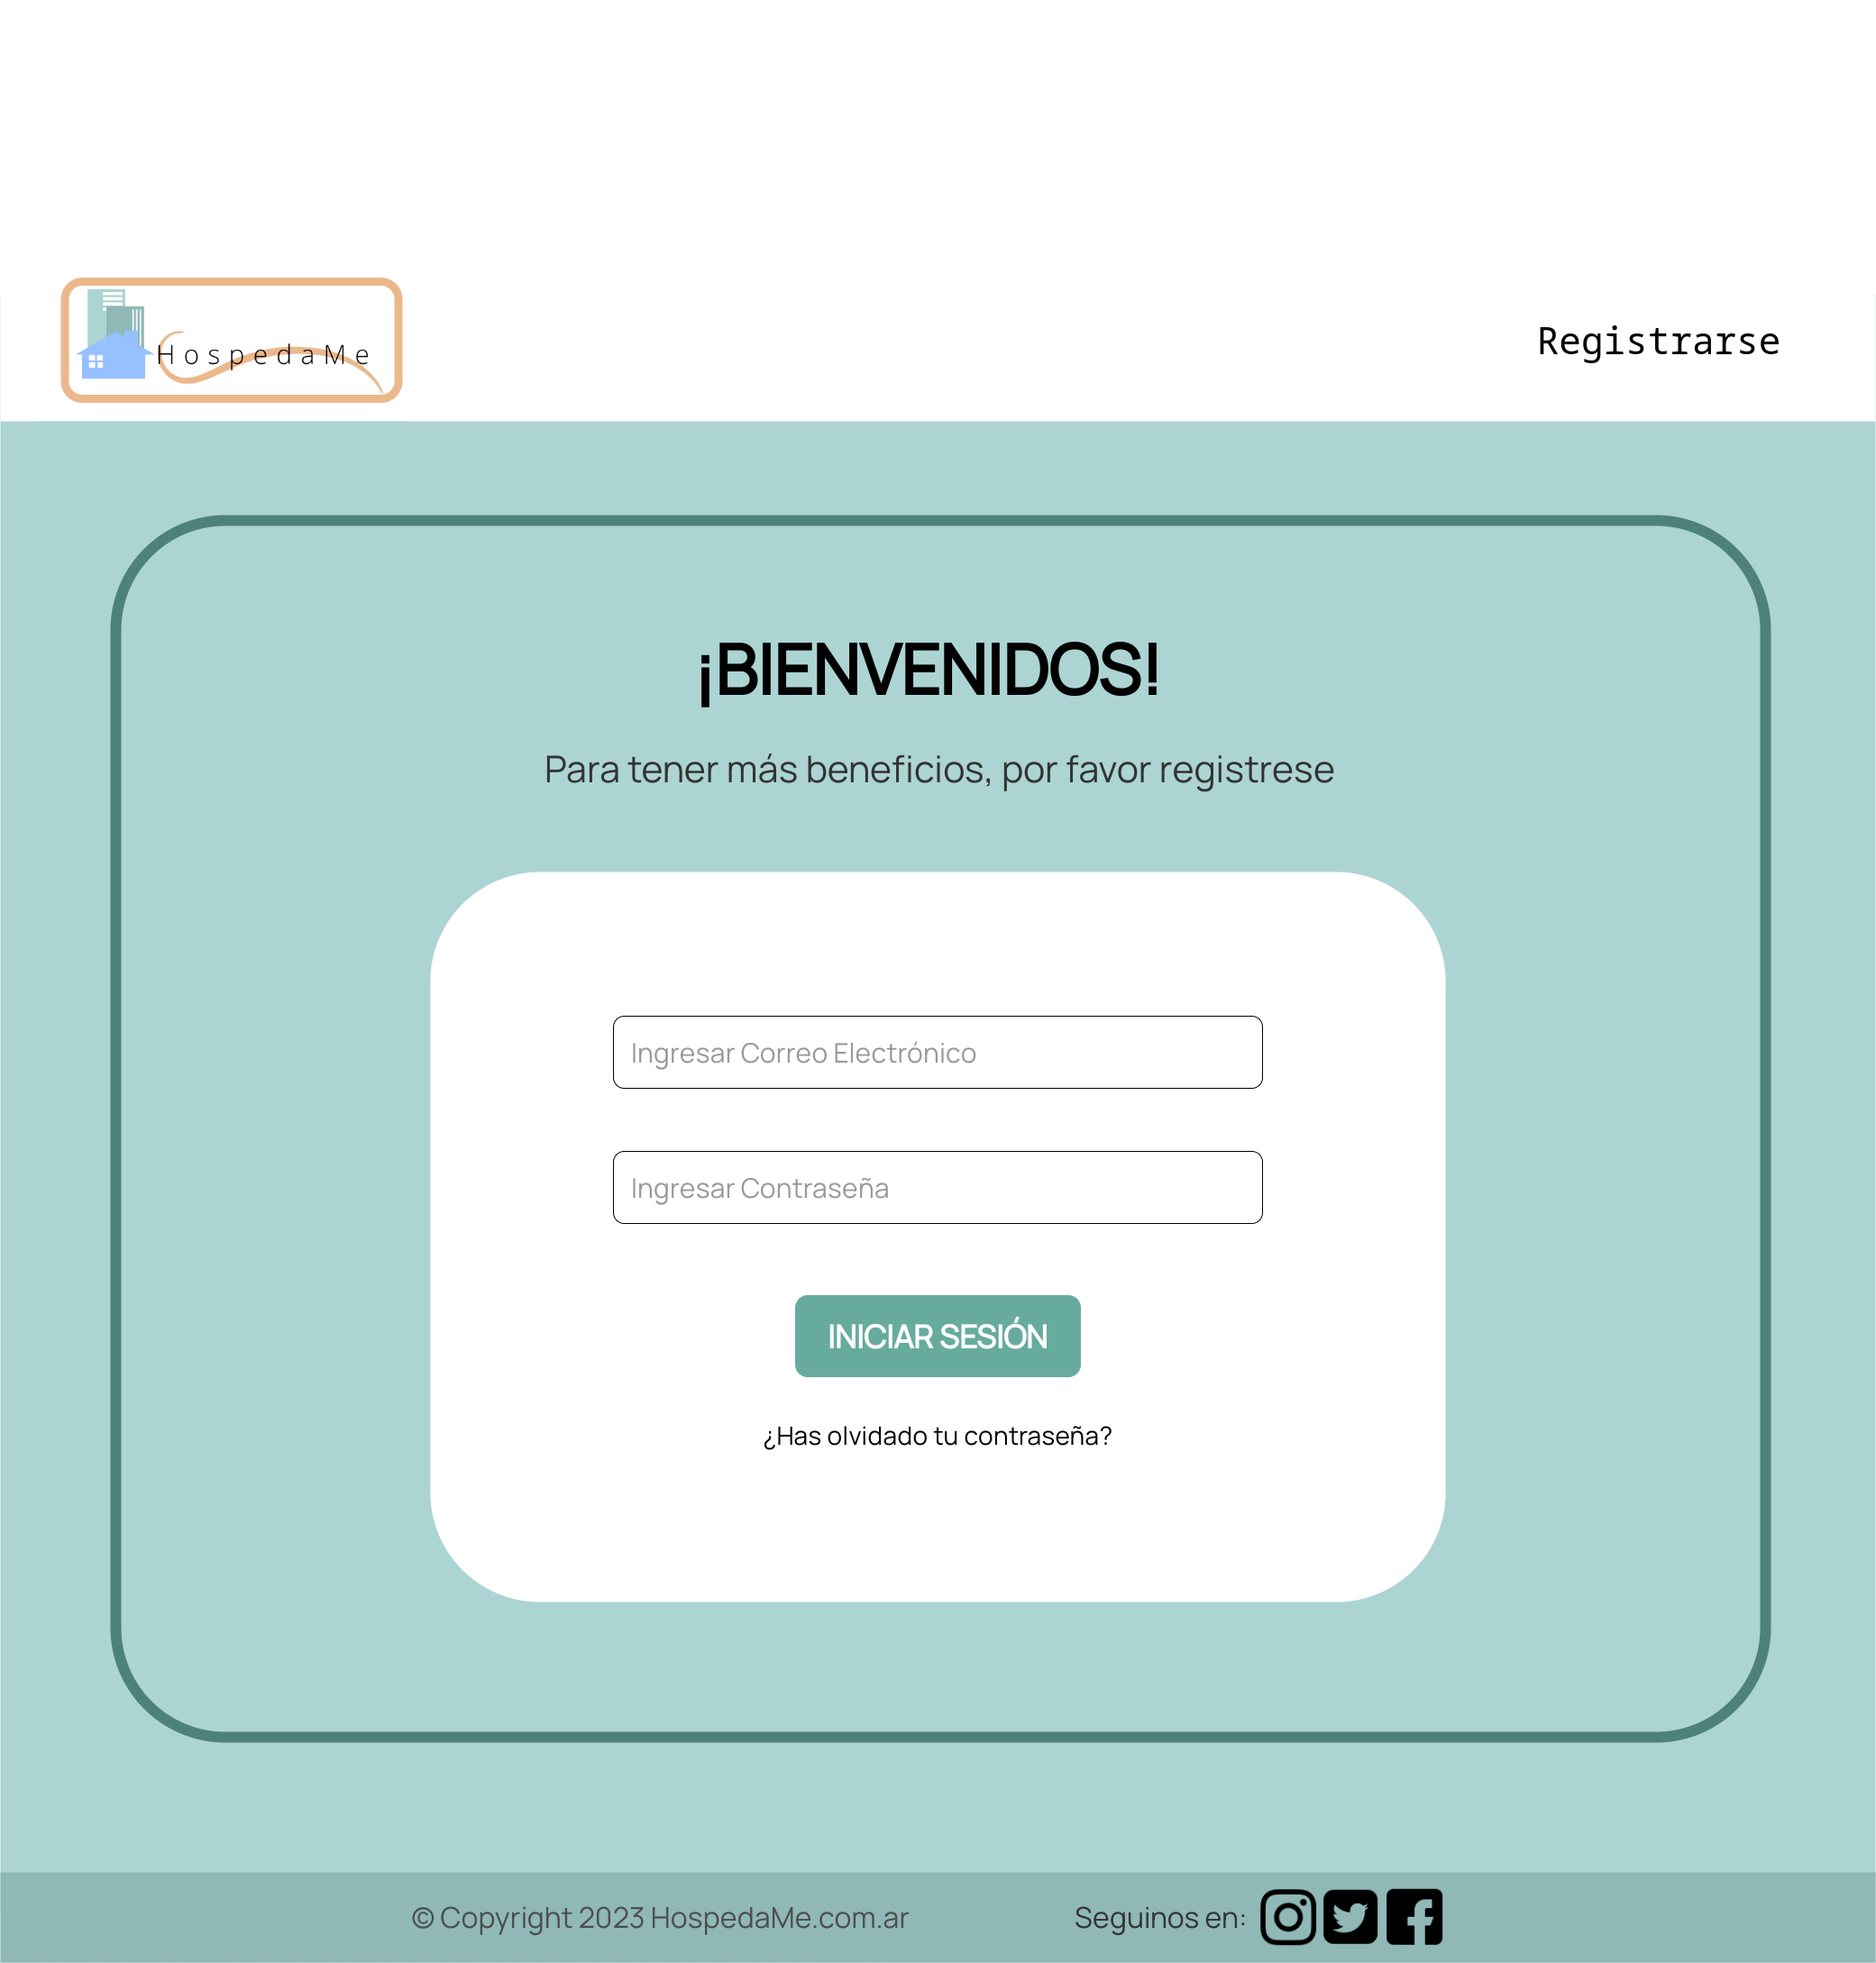 HospedaMe
Registrarse
¡BIENVENIDOS!
Para tener más beneficios, por favor registrese
Ingresar Correo Electrónico
Ingresar Contraseña
INICIAR SESIÓN
¿Has olvidado tu contraseña?
© Copyright 2023 HospedaMe.com.ar
Seguinos en: